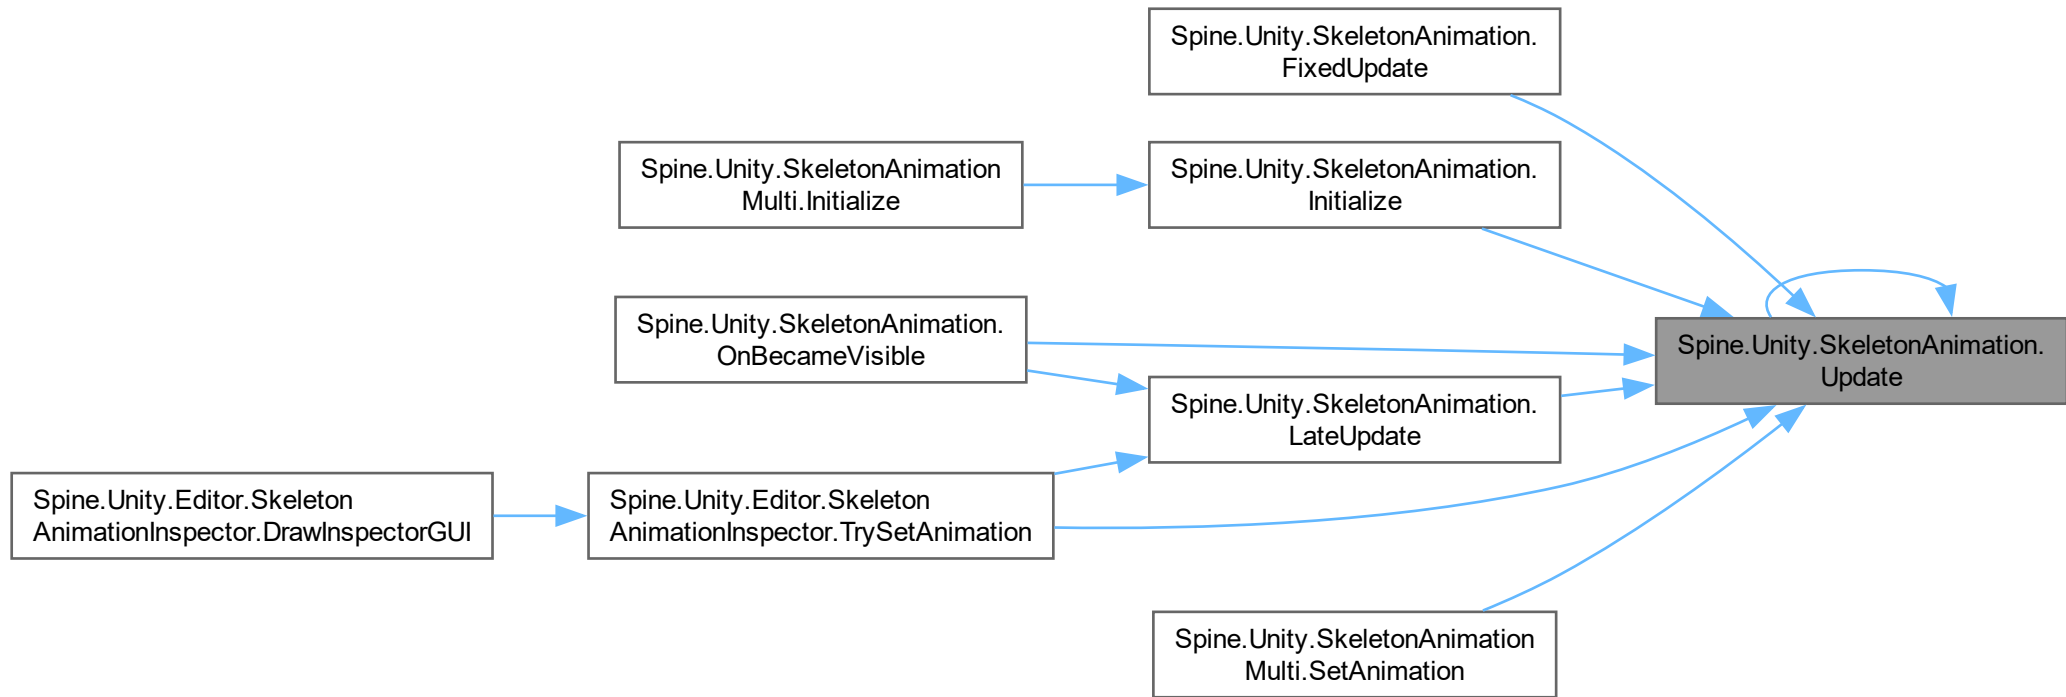 Spine.Unity.SkeletonAnimation.
FixedUpdate
Spine.Unity.SkeletonAnimation
Multi.Initialize
Spine.Unity.SkeletonAnimation.
Initialize
Spine.Unity.SkeletonAnimation.
OnBecameVisible
Spine.Unity.SkeletonAnimation.
Update
Spine.Unity.SkeletonAnimation.
LateUpdate
Spine.Unity.Editor.Skeleton
AnimationInspector.DrawInspectorGUI
Spine.Unity.Editor.Skeleton
AnimationInspector.TrySetAnimation
Spine.Unity.SkeletonAnimation
Multi.SetAnimation